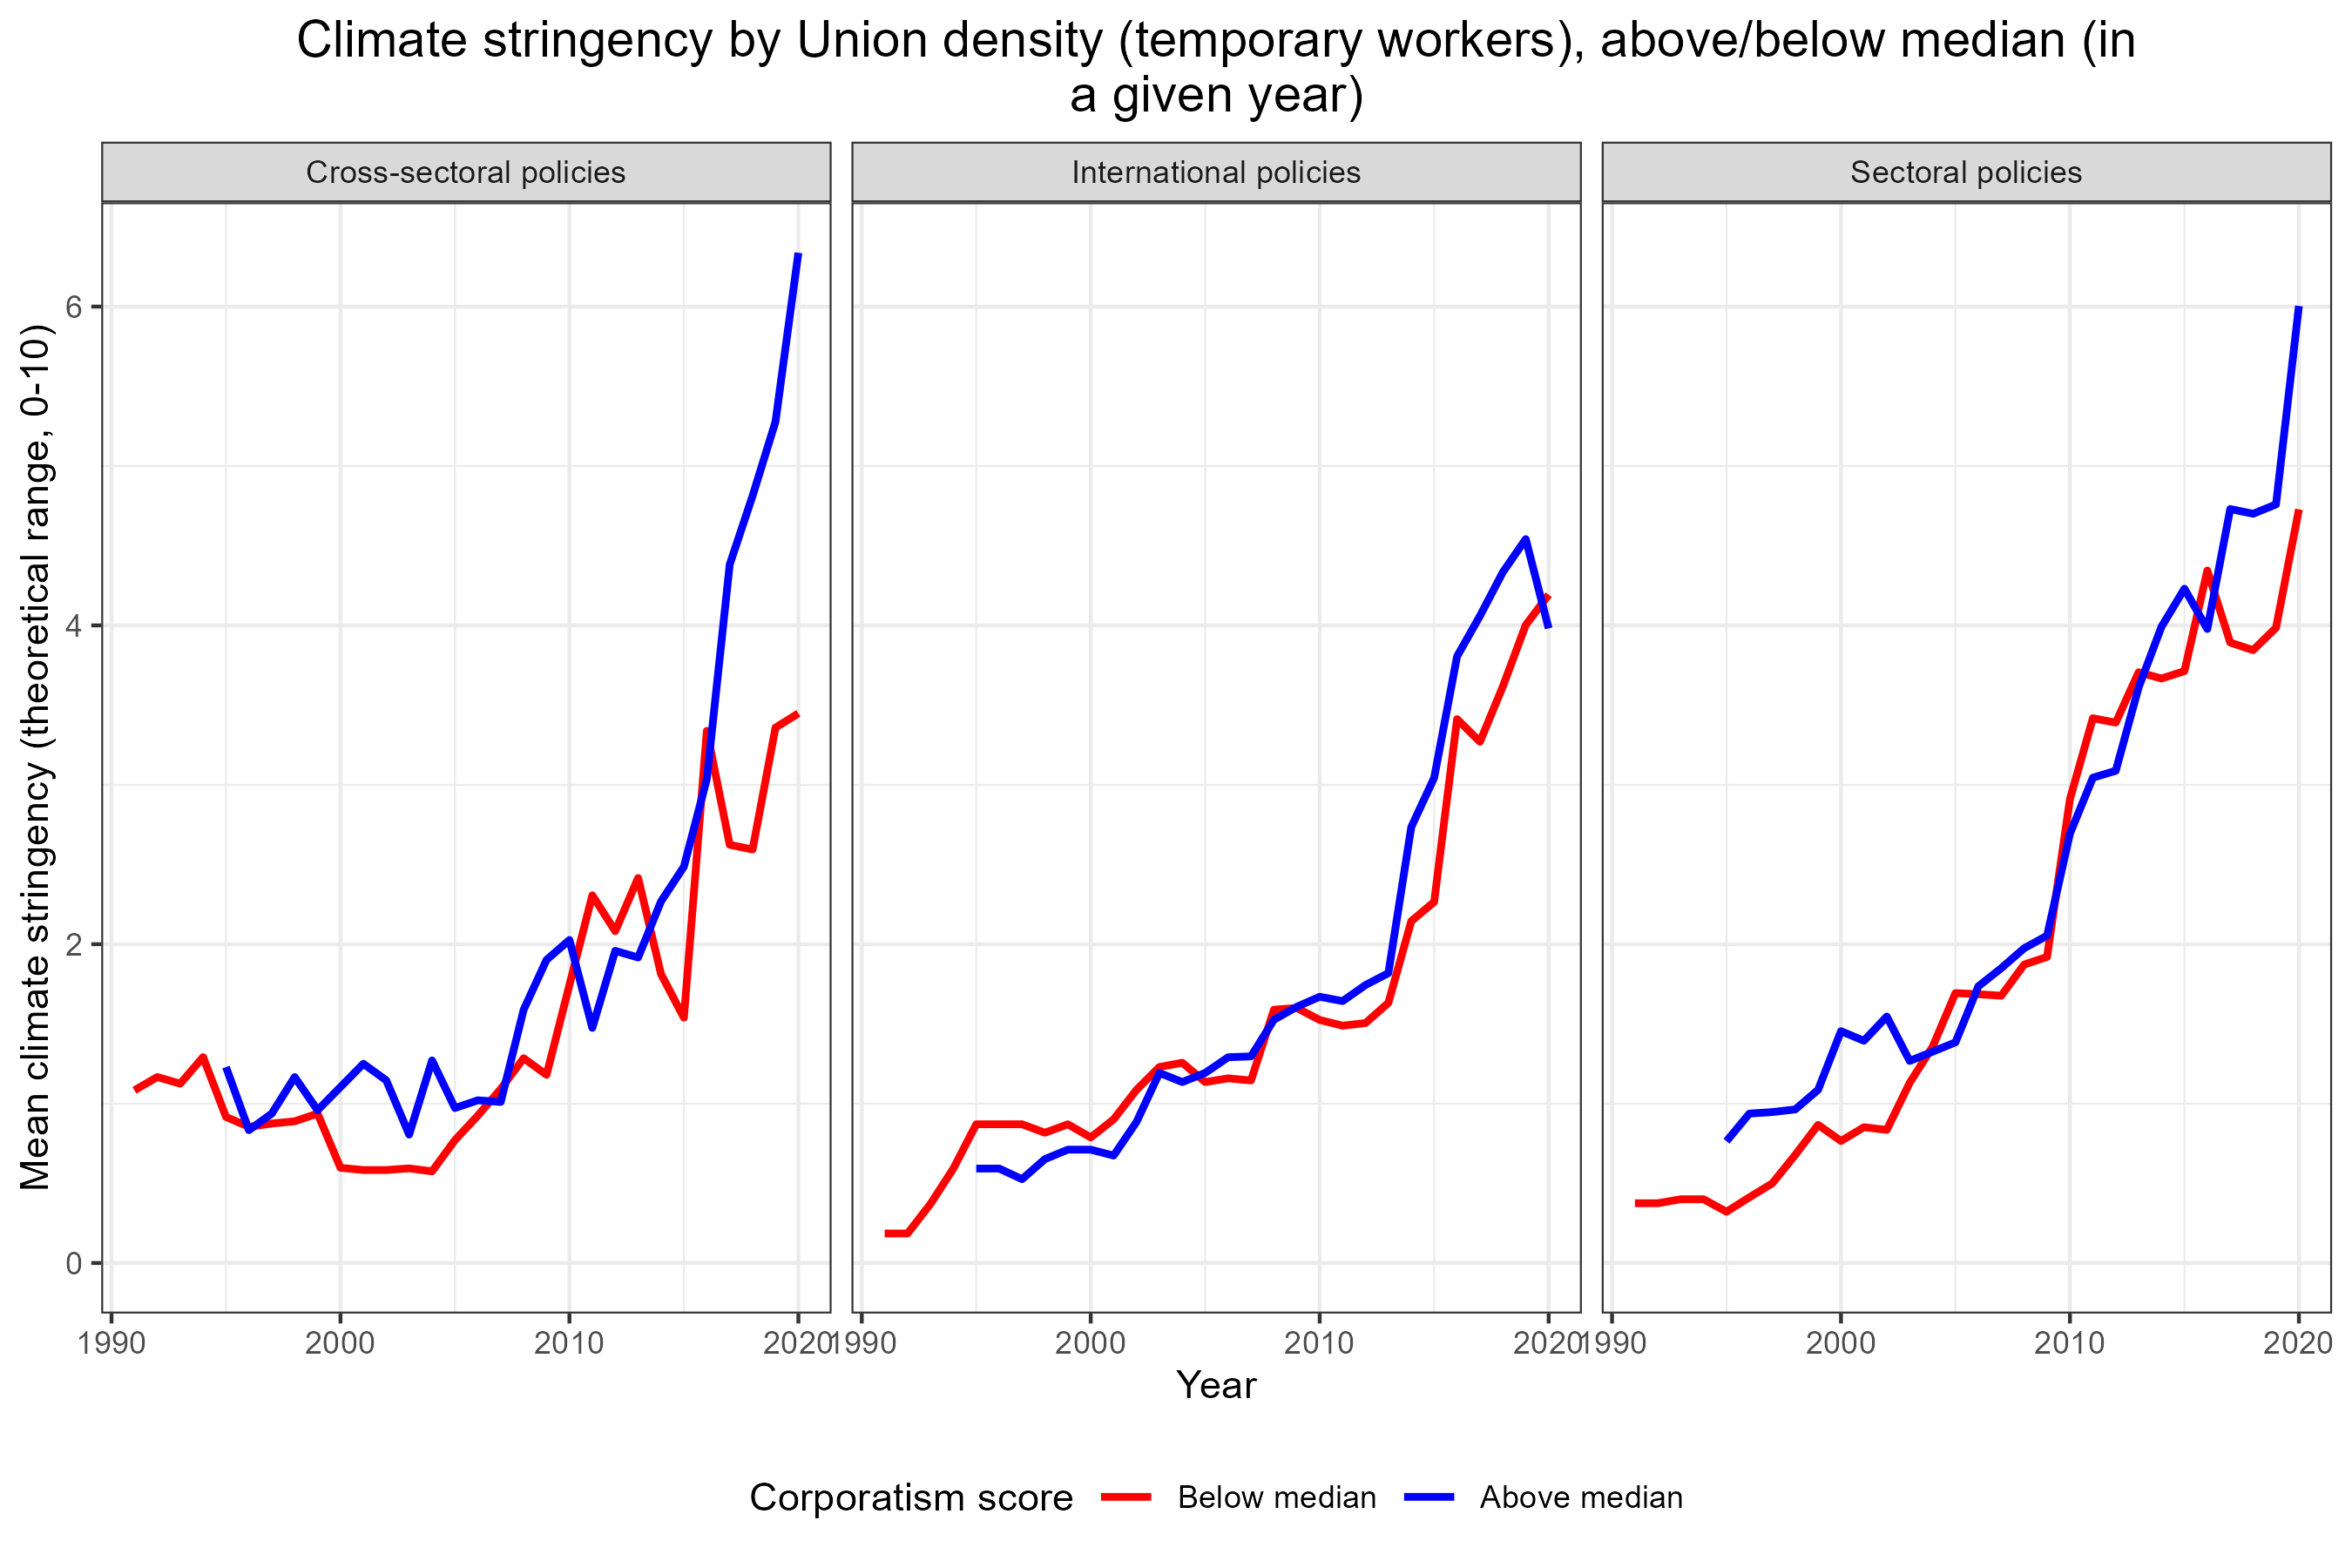 Climate stringency by Union density (temporary workers), above/below median (in
a given year)
Cross-sectoral policies
International policies
Sectoral policies
Mean climate stringency (theoretical range, 0-10)
6
4
2
0
1990 2000 2010 2020
1990 2000 2010 2020
1990 2000 2010 2020
Year
Corporatism score Below median Above median